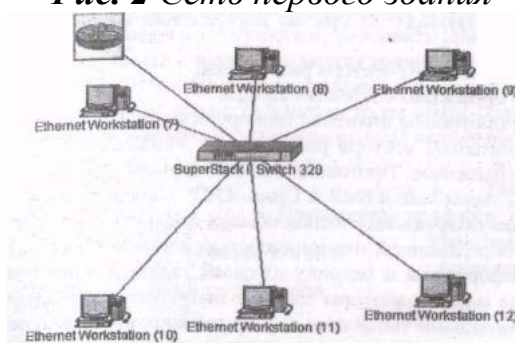 Рис. 2 Сеть первого здания
Ethernet Workstation (8)
Ethernet Workstation (9)
Ethernet Workstation (7)
SuperStack II Switch 320
Ethernet Workstation (10)
Ethernet Workstation (11)
Ethernet Workstation (12)